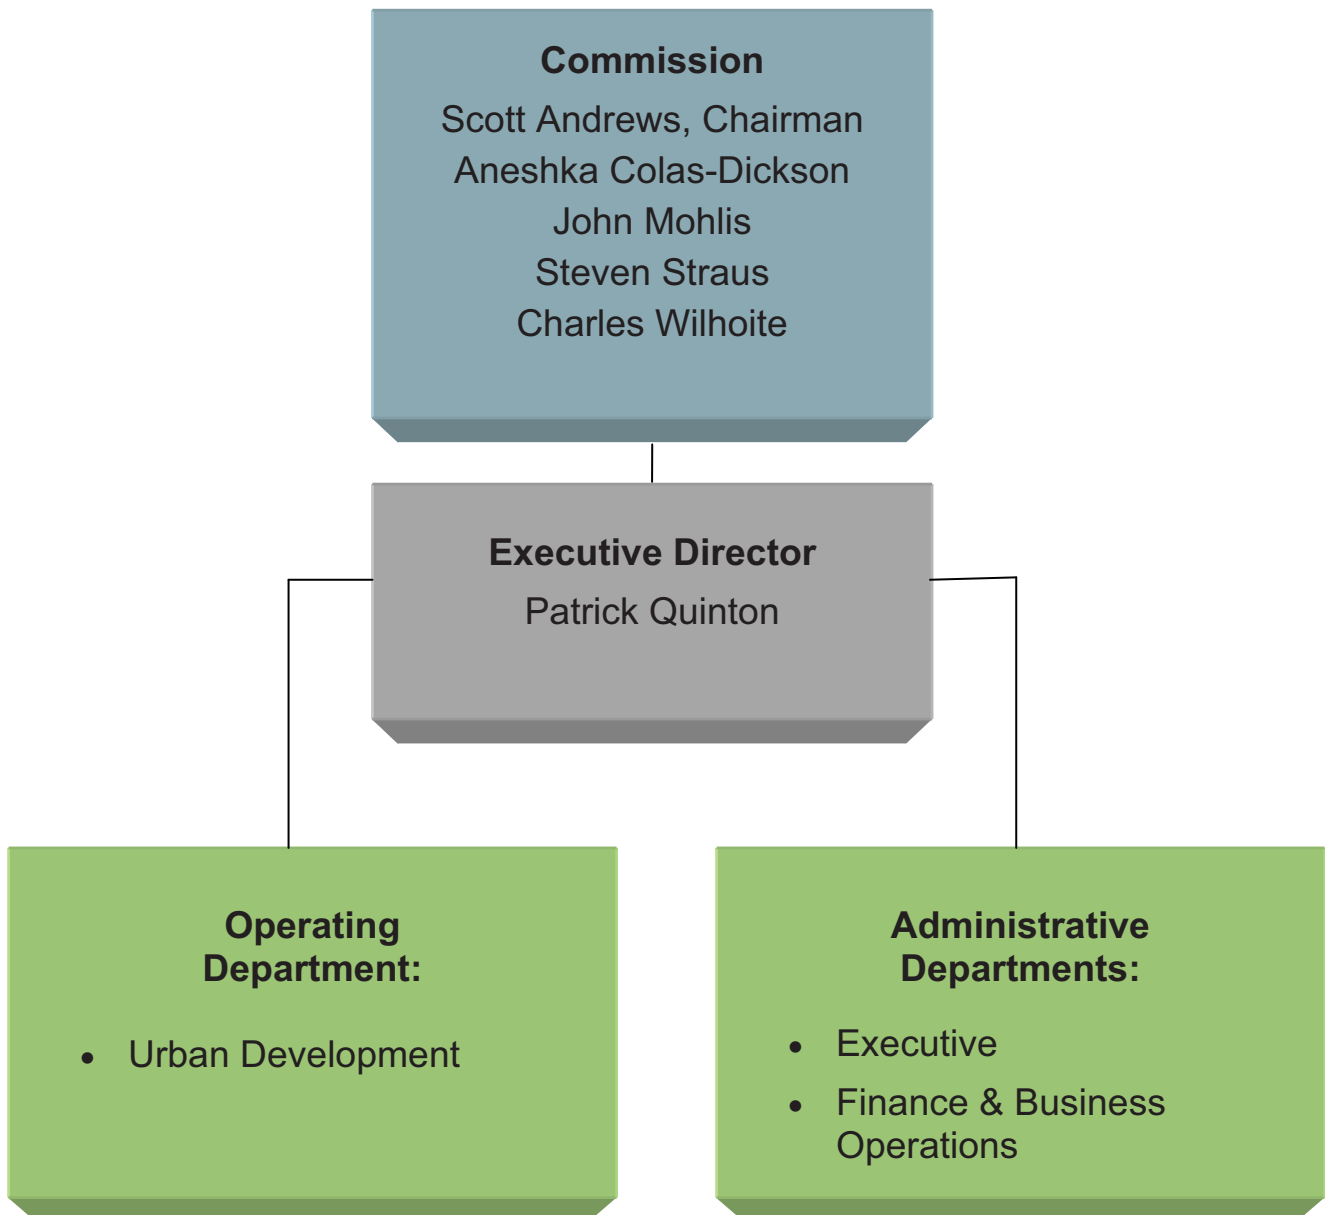 Commission
Scott Andrews, Chairman
Aneshka Colas-Dickson
John Mohlis
Steven Straus
Charles Wilhoite
Executive Director
Patrick Quinton
Operating
Department:
• Urban Development
Administrative
Departments:
• Executive
• Finance & Business
Operations